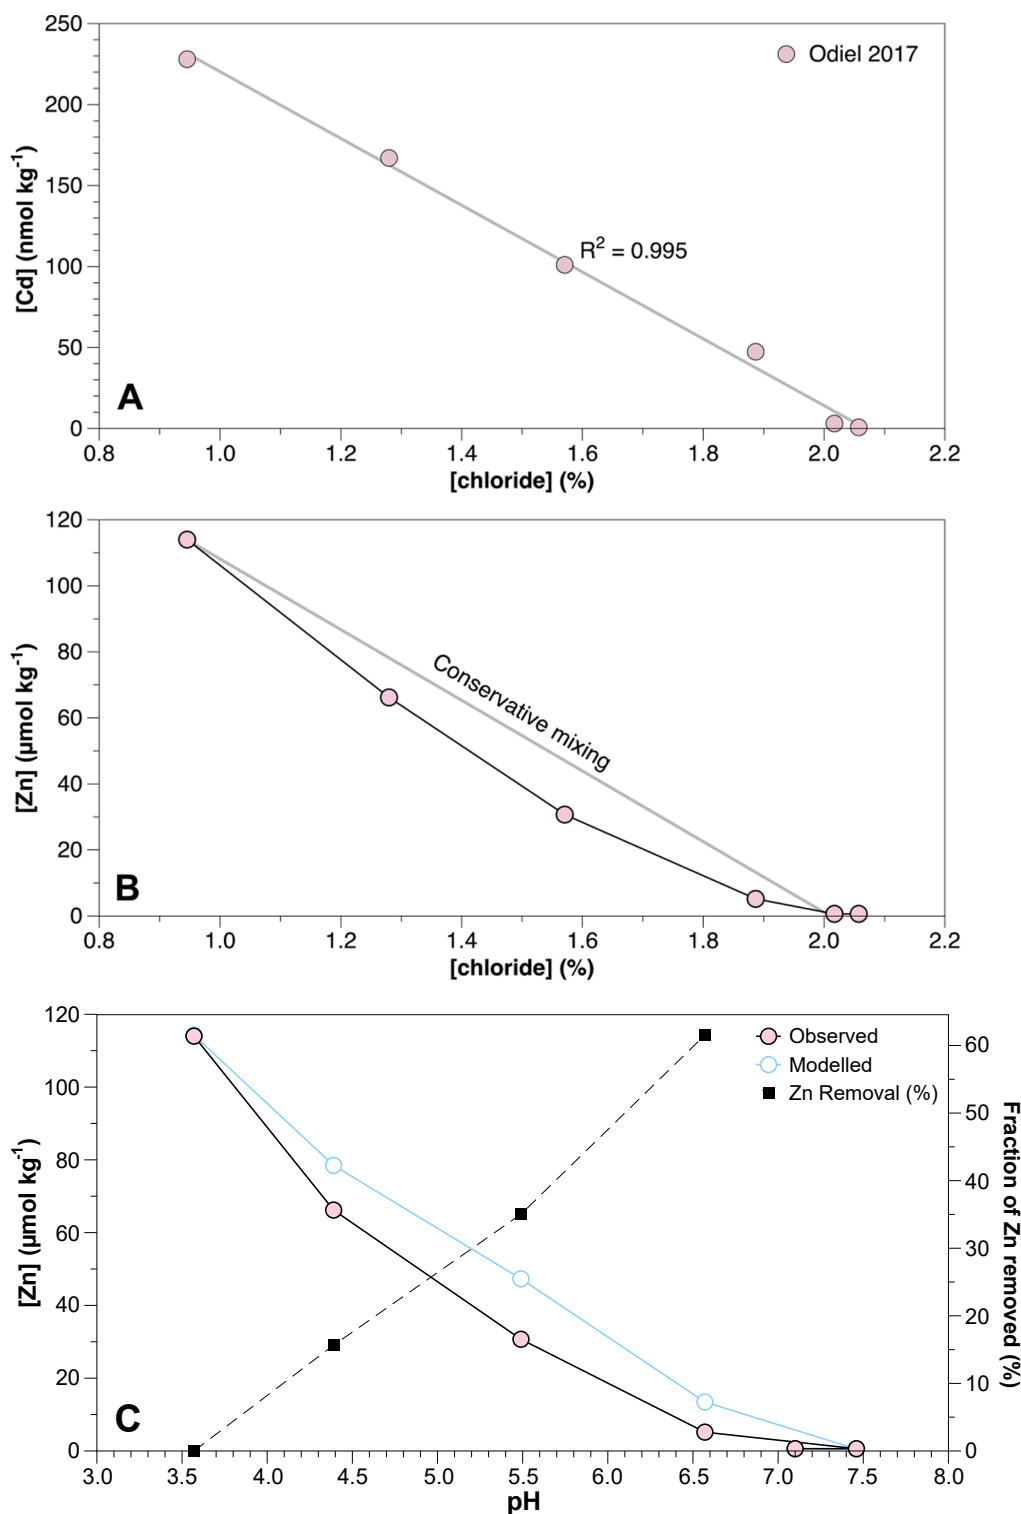 250
200
150
100
50
0
[Cd] (nmol kg⁻¹)
Odiel 2017
R² = 0.995
A
0.8 1.0 1.2 1.4 1.6 1.8 2.0 2.2
[chloride] (%)
120
100
80
60
40
20
0
[Zn] (µmol kg⁻¹)
Conservative mixing
B
0.8 1.0 1.2 1.4 1.6 1.8 2.0 2.2
[chloride] (%)
120
100
80
60
40
20
0
[Zn] (µmol kg⁻¹)
Observed
Modelled
Zn Removal (%)
60
50
40
30
20
10
0
Fraction of Zn removed (%)
C
3.0 3.5 4.0 4.5 5.0 5.5 6.0 6.5 7.0 7.5 8.0
pH